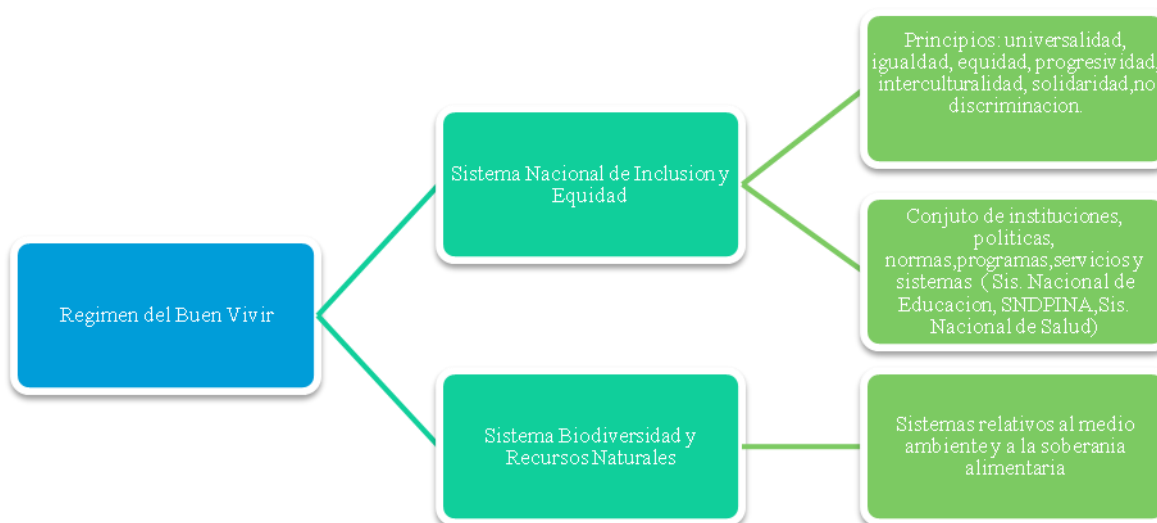 Regimen del Buen Vivir
Sistema Nacional de Inclusion y
Equidad
Principios: universalidad,
igualdad, equidad, progresividad,
interculturalidad, solidaridad,no
discriminacion.
Conjuto de instituciones,
politicas,
normas,programas,servicios y
sistemas ( Sis. Nacional de
Educacion, SNDPINA,Sis.
Nacional de Salud)
Sistema Biodiversidad y
Recursos Naturales
Sistemas relativos al medio
ambiente y a la soberania
alimentaria